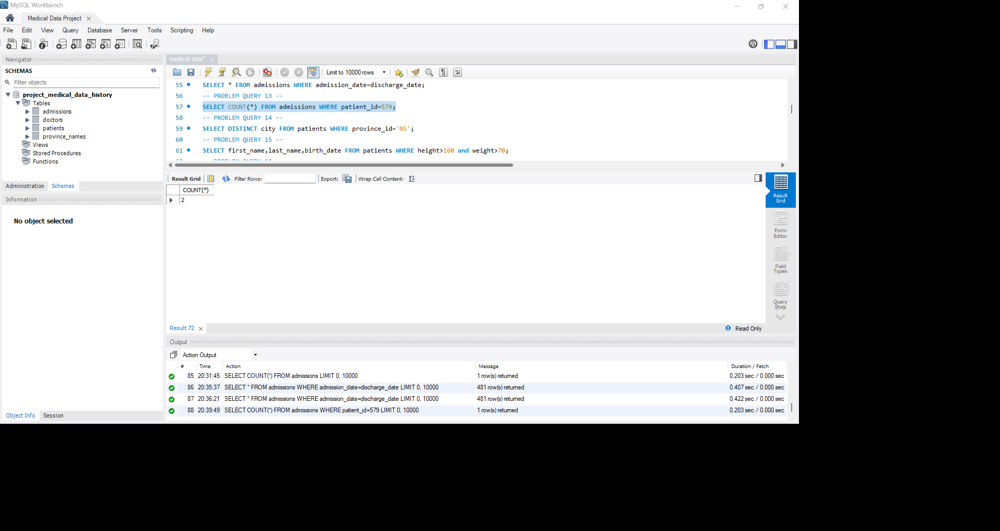 MySQL Workbench
Medical Data Project
File Edit View Query Database Server Tools Scripting Help
Navigator
SCHEMAS
Filter objects
project_medical_data_history
Tables
admissions
doctors
patients
province_names
Views
Stored Procedures
Functions
Administration Schemas
Information
No object selected
Object Info Session
medical data*
Limit to 10000 rows
55 SELECT * FROM admissions WHERE admission_date=discharge_date;
56 -- PROBLEM QUERY 13 --
57 SELECT COUNT(*) FROM admissions WHERE patient_id=579;
58 -- PROBLEM QUERY 14 --
59 SELECT DISTINCT city FROM patients WHERE province_id='NS';
60 -- PROBLEM QUERY 15 --
61 SELECT first_name,last_name,birth_date FROM patients WHERE height>160 and weight>70;
Result Grid Filter Rows: Export: Wrap Cell Content:
COUNT(*)
2
Result Grid
Form Editor
Field Types
Query Stats
Result 72
Read Only
Output
Action Output
# Time Action Message Duration / Fetch
85 20:31:45 SELECT COUNT(*) FROM admissions LIMIT 0, 10000 1 row(s) returned 0.203 sec / 0.000 sec
86 20:35:37 SELECT * FROM admissions WHERE admission_date=discharge_date LIMIT 0, 10000 481 row(s) returned 0.407 sec / 0.000 sec
87 20:36:21 SELECT * FROM admissions WHERE admission_date=discharge_date LIMIT 0, 10000 481 row(s) returned 0.422 sec / 0.000 sec
88 20:39:49 SELECT COUNT(*) FROM admissions WHERE patient_id=579 LIMIT 0, 10000 1 row(s) returned 0.203 sec / 0.000 sec